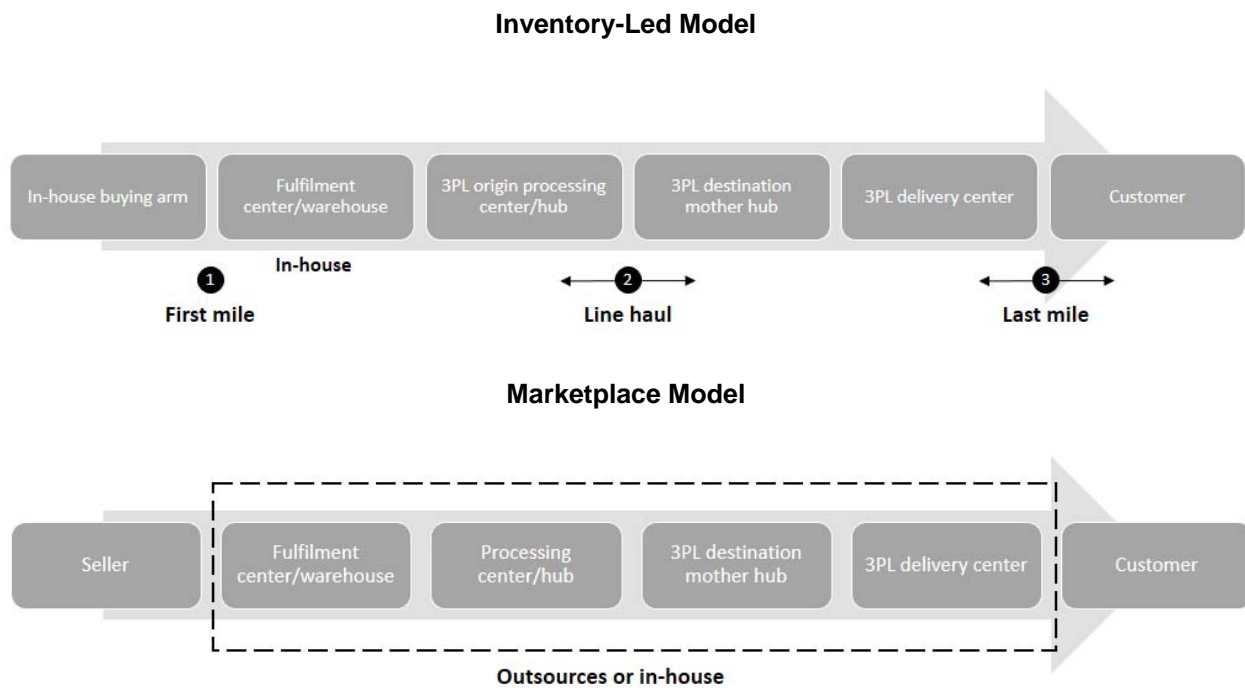 Inventory-Led Model
In-house buying arm
Fulfilment
center/warehouse
3PL origin processing
center/hub
3PL destination
mother hub
3PL delivery center
Customer
In-house
1
2
3
First mile
Line haul
Last mile
Marketplace Model
Seller
Fulfilment
center/warehouse
Processing
center/hub
3PL destination
mother hub
3PL delivery center
Customer
Outsources or in-house